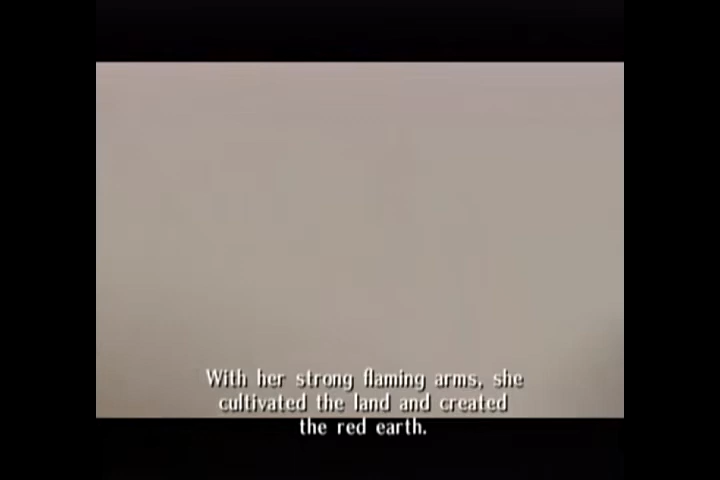 With her strong flaming arms, she
cultivated the land and created
the red earth.